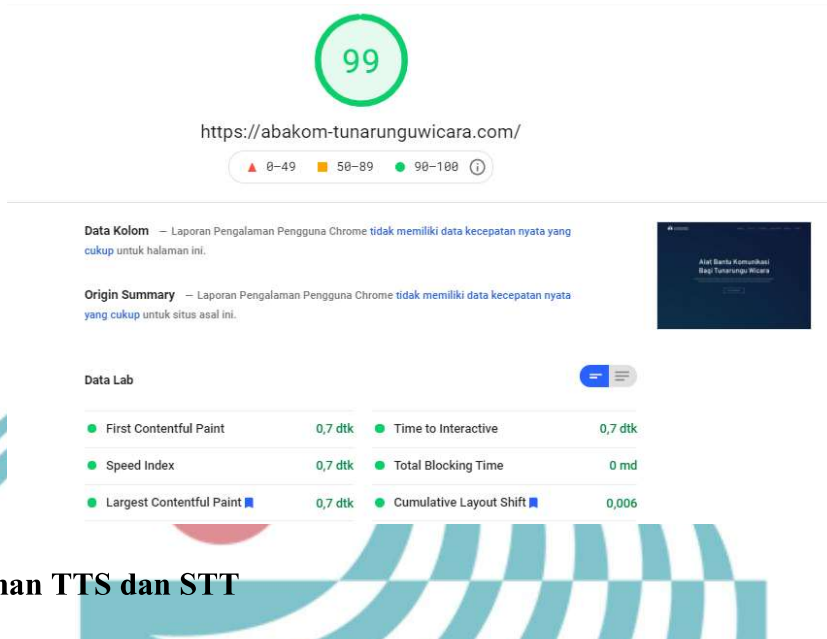 99
https://abakom-tunarunguwicara.com/
0–49 50–89 90–100
Data Kolom — Laporan Pengalaman Pengguna Chrome tidak memiliki data kecepatan nyata yang
cukup untuk halaman ini.
Origin Summary — Laporan Pengalaman Pengguna Chrome tidak memiliki data kecepatan nyata
yang cukup untuk situs asal ini.
Alat Bantu Komunikasi
Bagi Tunarungu Wicara
Data Lab
First Contentful Paint 0,7 dtk Time to Interactive 0,7 dtk
Speed Index 0,7 dtk Total Blocking Time 0 md
Largest Contentful Paint 0,7 dtk Cumulative Layout Shift 0,006
TTS dan STT